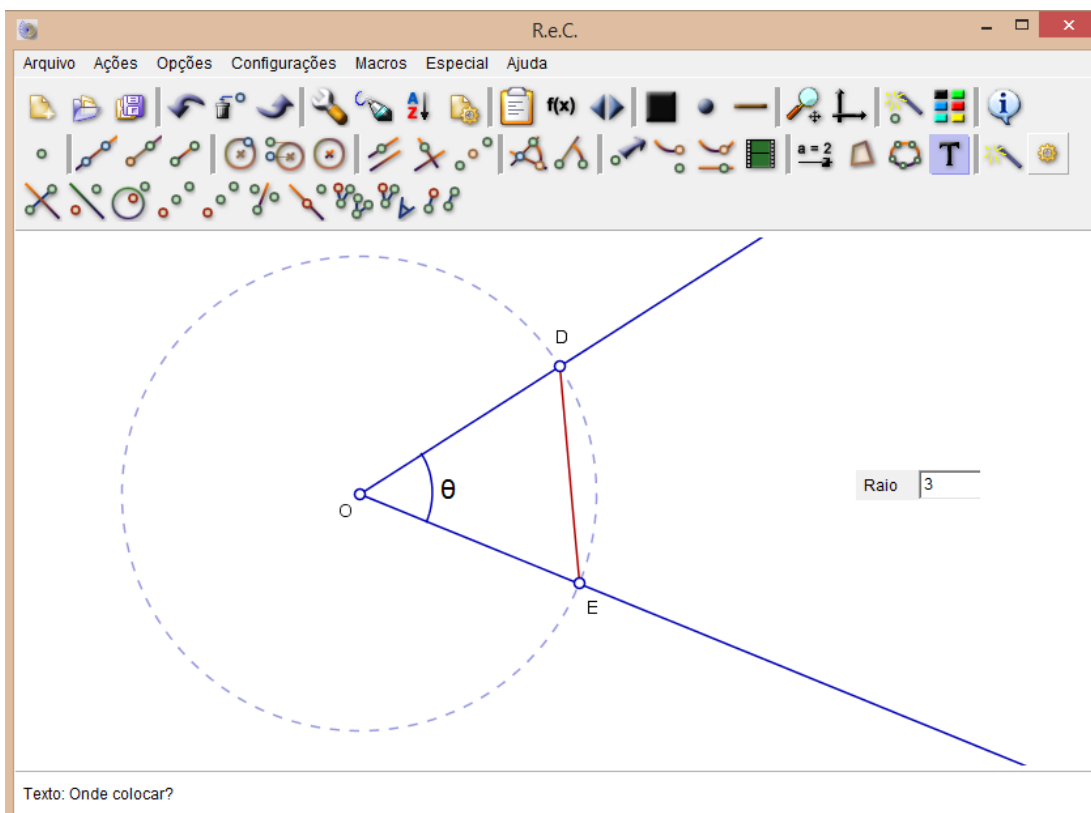 R.e.C.
Arquivo Ações Opções Configurações Macros Especial Ajuda
A Z f(x) i
a = 2 T
D
θ
O
Raio 3
E
Texto: Onde colocar?